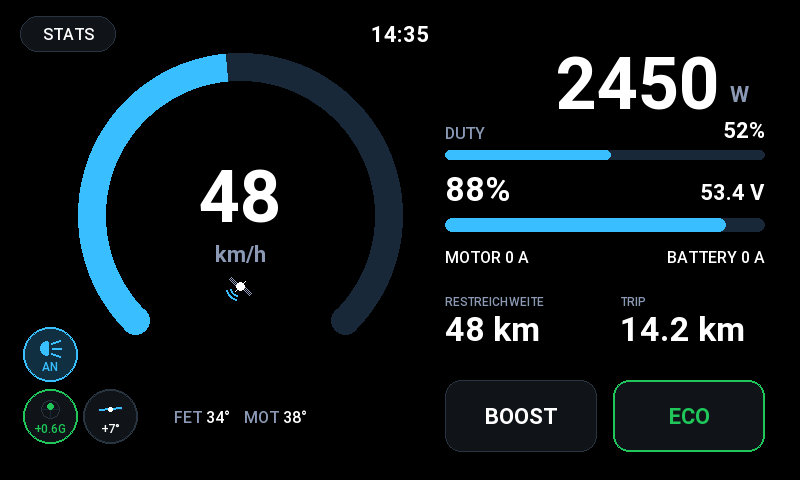 STATS
14:35
2450 W
DUTY 52%
88% 53.4 V
48
km/h
MOTOR 0 A BATTERY 0 A
RESTREICHWEITE TRIP
48 km 14.2 km
AN
+0.6G +7°
FET 34° MOT 38°
BOOST ECO